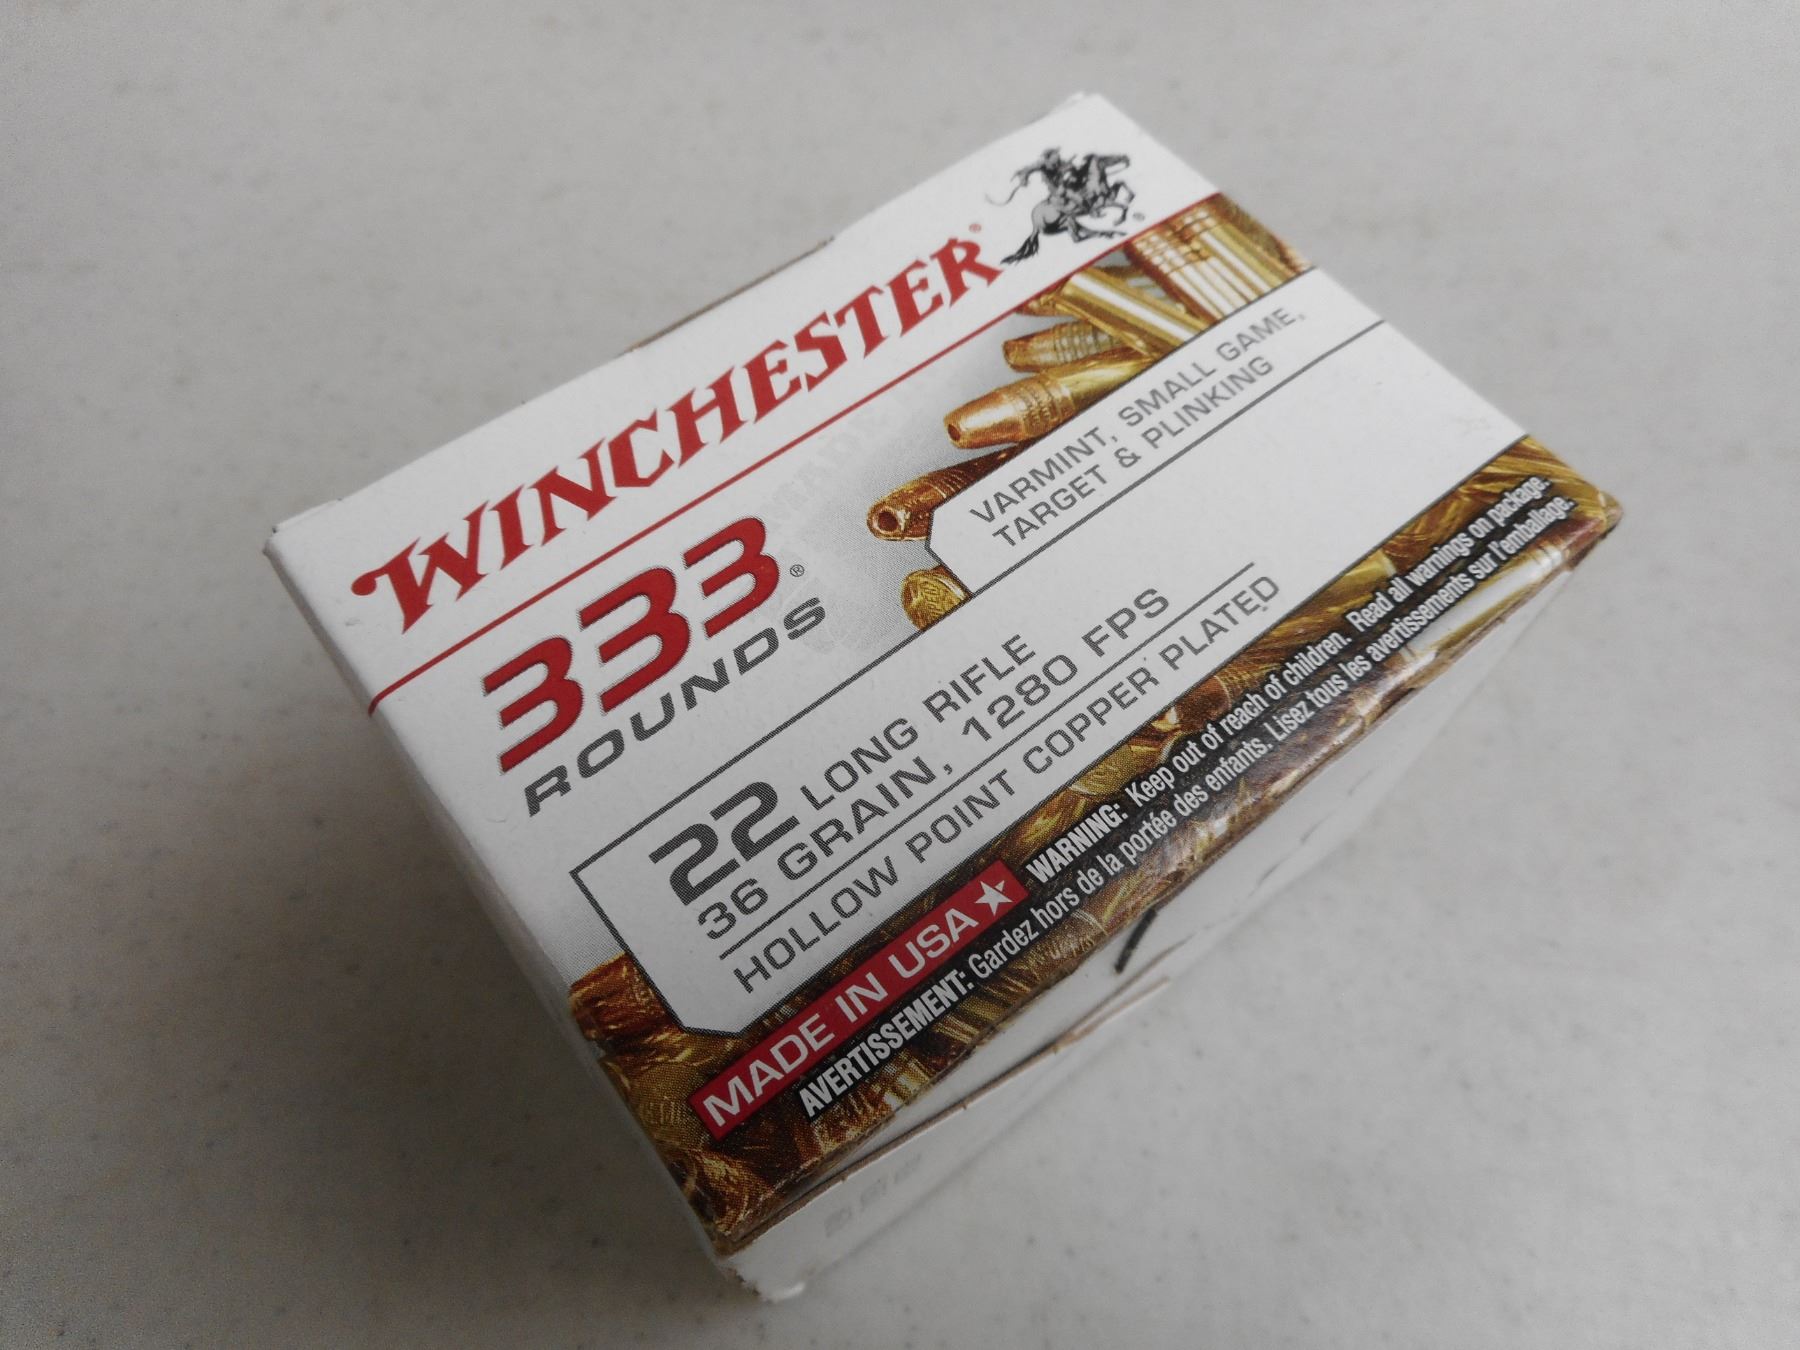 WINCHESTER®
®
333®
ROUNDS
VARMINT, SMALL GAME,
TARGET & PLINKING
22 LONG RIFLE
36 GRAIN, 1280 FPS
HOLLOW POINT COPPER PLATED
MADE IN USA
WARNING: Keep out of reach of children. Read all warnings on package.
AVERTISSEMENT: Gardez hors de la portée des enfants. Lisez tous les avertissements sur l'emballage.